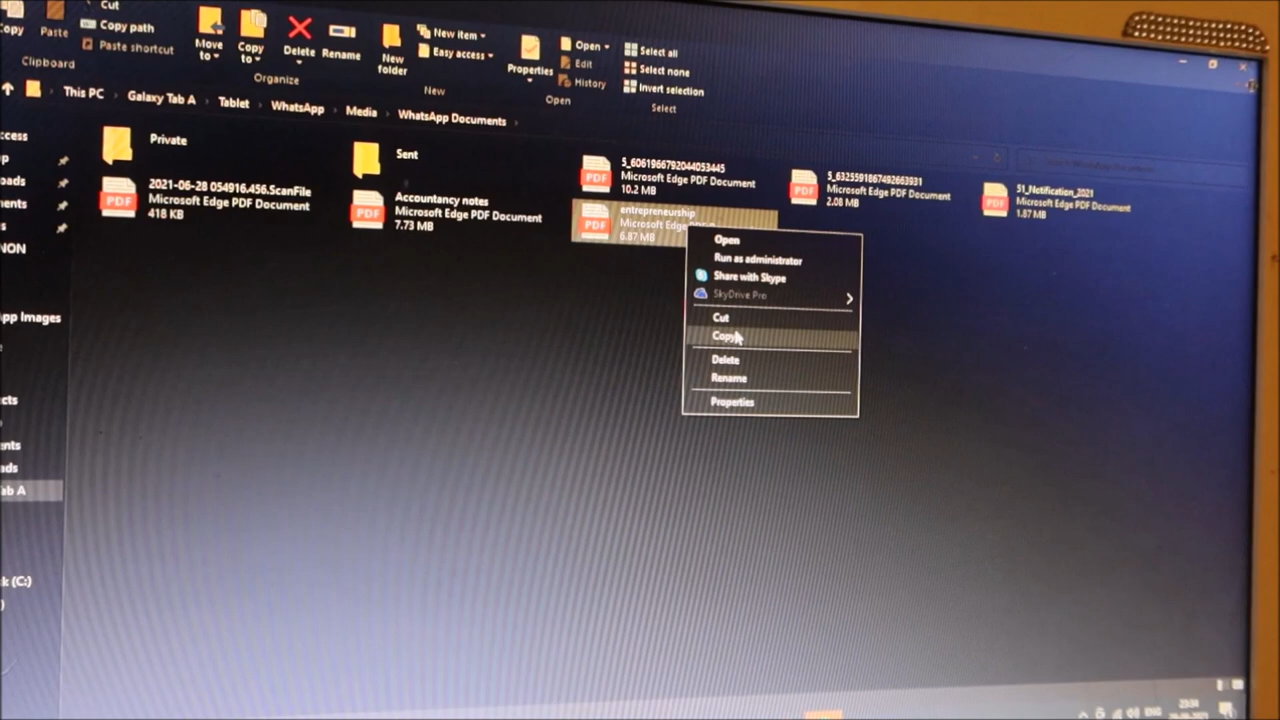 Cut
Copy
Paste
Copy path
Paste shortcut
Clipboard
Move to
Copy to
Delete
Rename
Organize
New folder
New item
Easy access
New
Properties
Open
Edit
History
Open
Select all
Select none
Invert selection
Select
This PC > Galaxy Tab A > Tablet > WhatsApp > Media > WhatsApp Documents >
Private
Sent
5_6061966792044053445
Microsoft Edge PDF Document
10.2 MB
5_6325591867492663931
Microsoft Edge PDF Document
2.08 MB
51_Notification_2021
Microsoft Edge PDF Document
1.87 MB
2021-06-28 054916.456.ScanFile
Microsoft Edge PDF Document
418 KB
Accountancy notes
Microsoft Edge PDF Document
7.73 MB
entrepreneurship
Microsoft Edge PDF D
6.87 MB
Open
Run as administrator
Share with Skype
SkyDrive Pro
Cut
Copy
Delete
Rename
Properties
ccess
p
oads
ments
s
NON
pp Images
cts
ents
ads
ab A
k (C:)
ENG
23:34